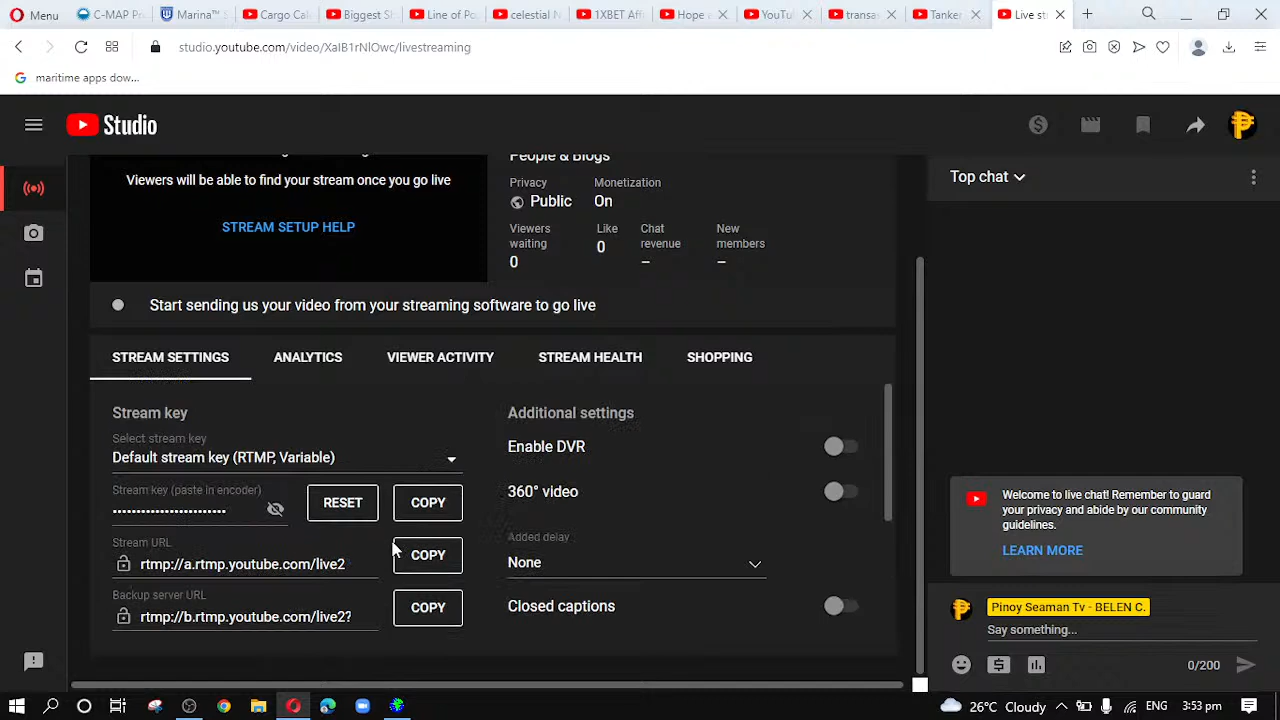 Menu
C-MAP Pro
Marina™
Cargo Cal
Biggest Sh
Line of Po
celestial N
1XBET Aff
Hope a
YouTu
transa
Tanker
Live st
studio.youtube.com/video/XaIB1rNlOwc/livestreaming
maritime apps dow...
Studio
Viewers will be able to find your stream once you go live
STREAM SETUP HELP
People & Blogs
Privacy Monetization
Public On
Viewers waiting
Like
Chat revenue
New members
0 0 – –
Start sending us your video from your streaming software to go live
STREAM SETTINGS ANALYTICS VIEWER ACTIVITY STREAM HEALTH SHOPPING
Stream key
Select stream key
Default stream key (RTMP, Variable)
Stream key (paste in encoder)
RESET COPY
Stream URL
rtmp://a.rtmp.youtube.com/live2
COPY
Backup server URL
rtmp://b.rtmp.youtube.com/live2?
COPY
Additional settings
Enable DVR
360° video
Added delay
None
Closed captions
Top chat
Welcome to live chat! Remember to guard
your privacy and abide by our community
guidelines.
LEARN MORE
Pinoy Seaman Tv - BELEN C.
Say something...
0/200
26°C Cloudy
ENG
3:53 pm